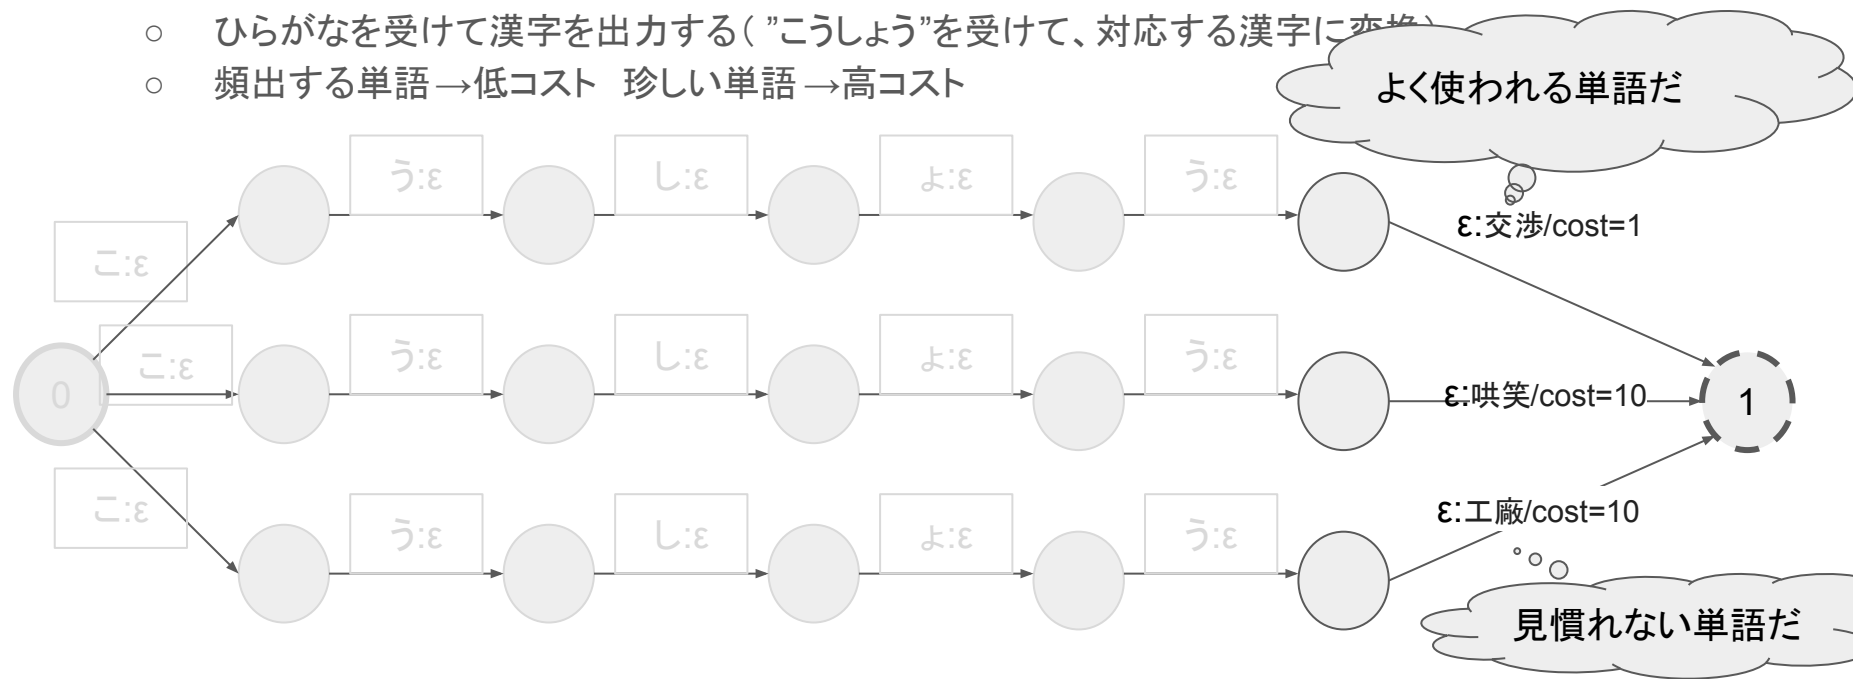 ○ ひらがなを受けて漢字を出力する( ”こうしょう”を受けて、対応する漢字に変換)
○ 頻出する単語→低コスト 珍しい単語→高コスト
よく使われる単語だ
う:ε し:ε ょ:ε う:ε
ε:交渉/cost=1
こ:ε
こ:ε う:ε し:ε ょ:ε う:ε
0
ε:哄笑/cost=10
1
こ:ε う:ε し:ε ょ:ε う:ε
ε:工廠/cost=10
見慣れない単語だ